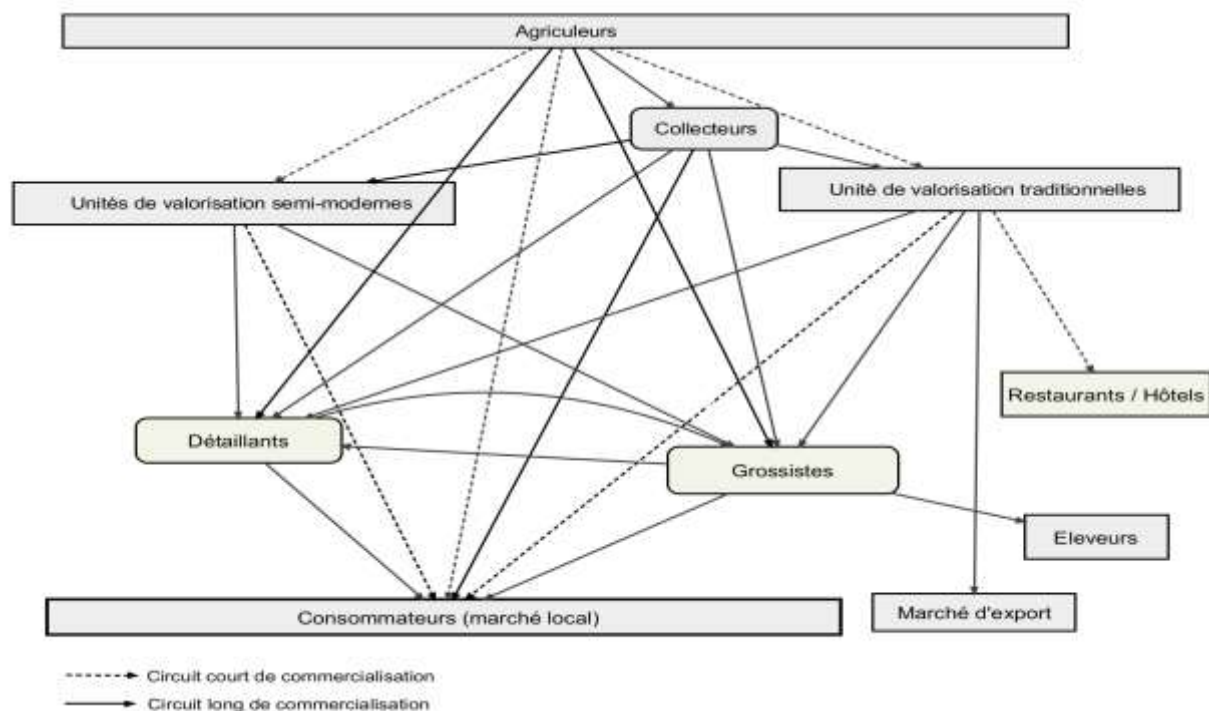 Agriculeurs
Collecteurs
Unités de valorisation semi-modernes
Unitè de valorisation traditionnelles
Restaurants / Hôtels
Détaillants
Grossistes
Eleveurs
Marché d'export
Consommateurs (marché local)
Circuit court de commercialisation
Circuit long de commercialisation